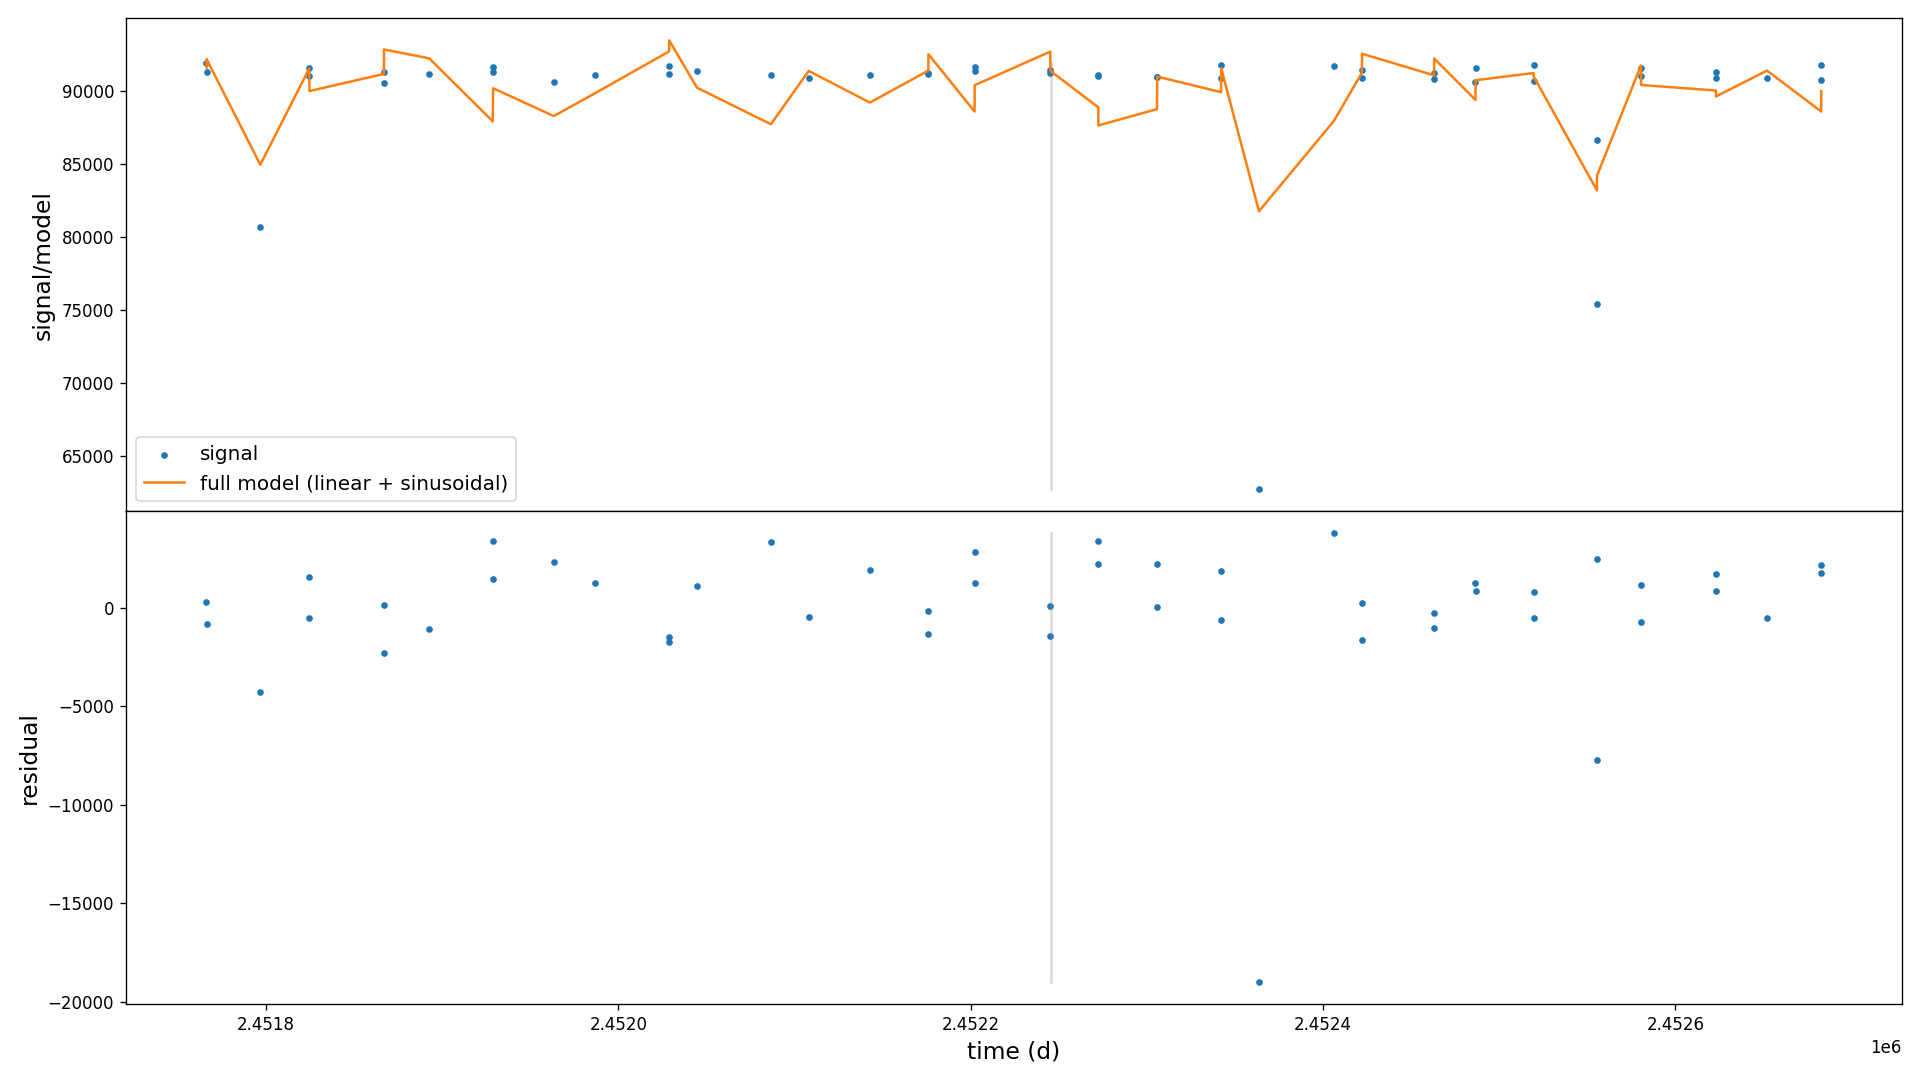 signal/model
90000
85000
80000
75000
70000
65000
signal
full model (linear + sinusoidal)
residual
0
−5000
−10000
−15000
−20000
2.4518
2.4520
2.4522
2.4524
2.4526
time (d)
1e6